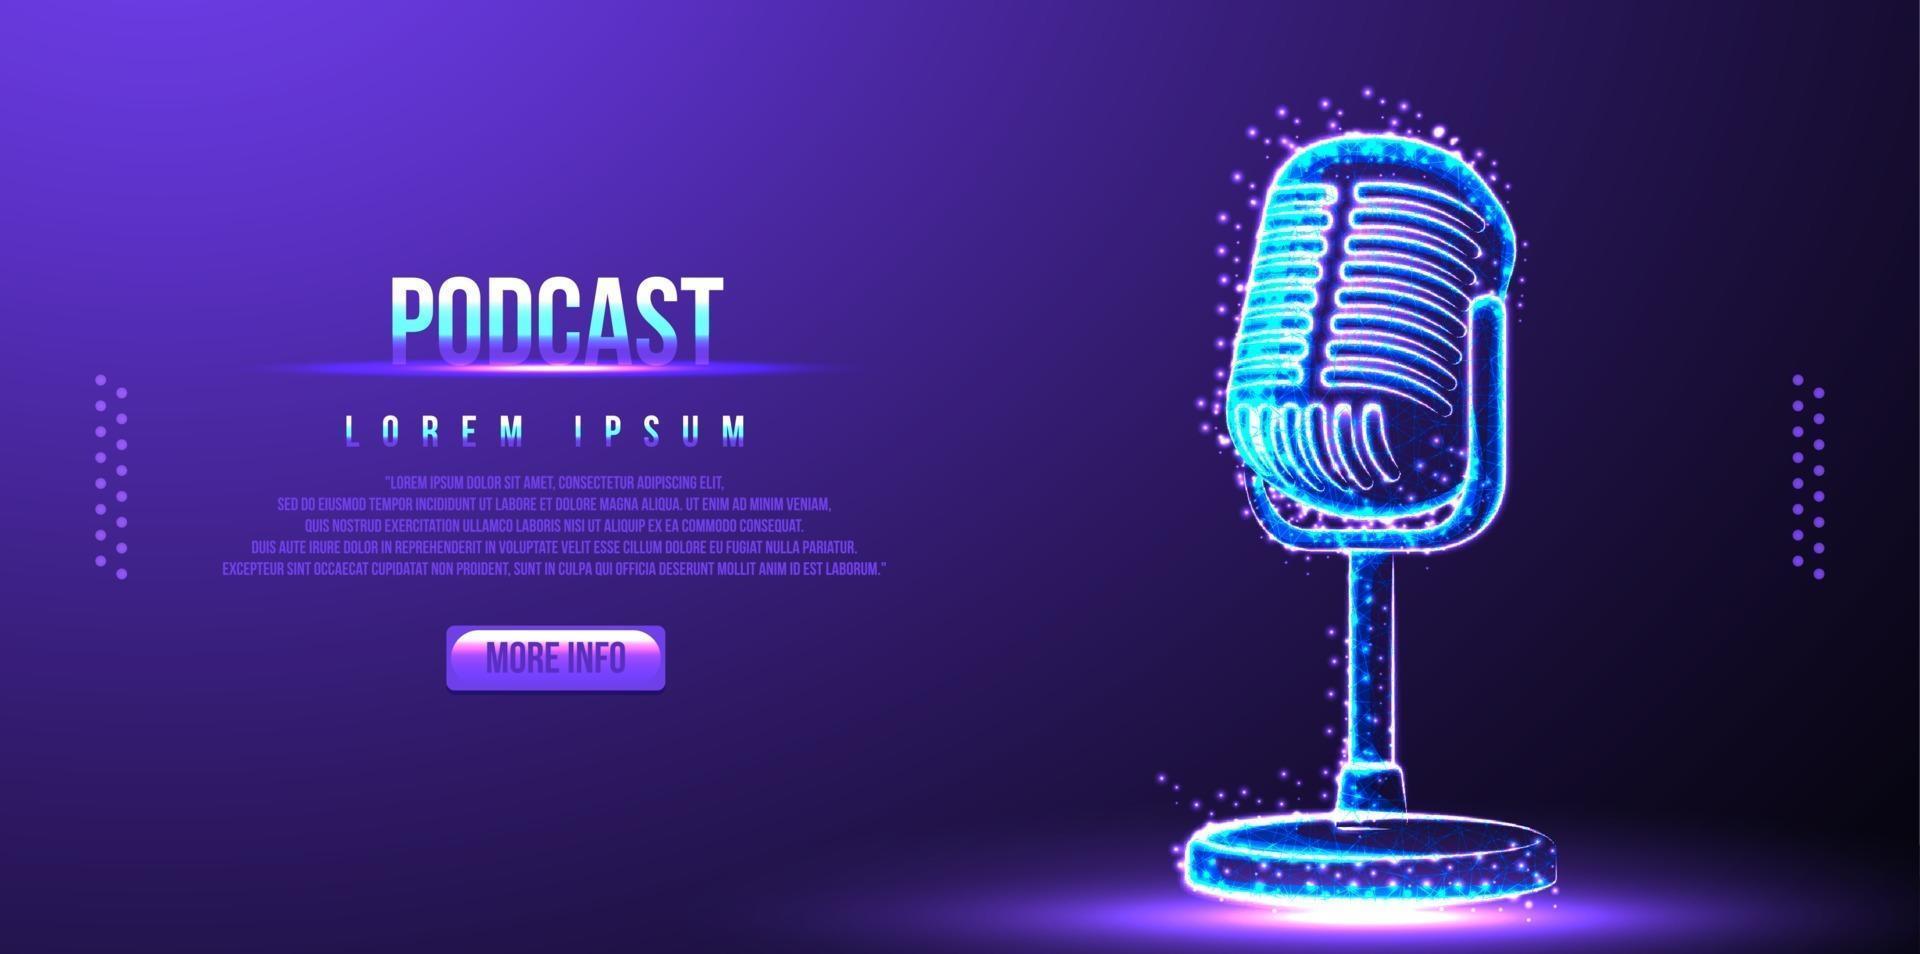 PODCAST
LOREM IPSUM
"LOREM IPSUM DOLOR SIT AMET, CONSECTETUR ADIPISCING ELIT,
SED DO EIUSMOD TEMPOR INCIDIDUNT UT LABORE ET DOLORE MAGNA ALIQUA. UT ENIM AD MINIM VENIAM,
QUIS NOSTRUD EXERCITATION ULLAMCO LABORIS NISI UT ALIQUIP EX EA COMMODO CONSEQUAT.
DUIS AUTE IRURE DOLOR IN REPREHENDERIT IN VOLUPTATE VELIT ESSE CILLUM DOLORE EU FUGIAT NULLA PARIATUR.
EXCEPTEUR SINT OCCAECAT CUPIDATAT NON PROIDENT, SUNT IN CULPA QUI OFFICIA DESERUNT MOLLIT ANIM ID EST LABORUM."
MORE INFO